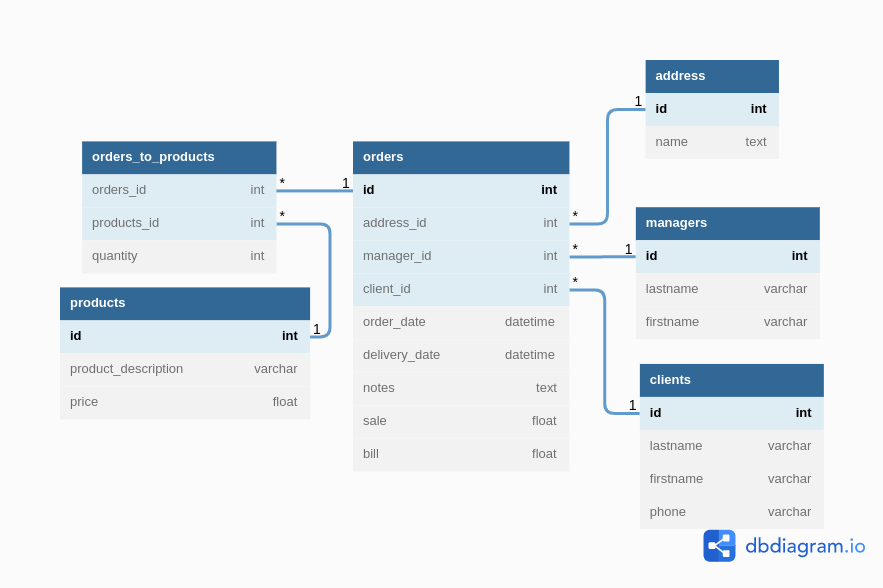 address
id int
name text
orders_to_products
orders_id int
products_id int
quantity int
* 1
*
orders
id int
address_id int
manager_id int
client_id int
order_date datetime
delivery_date datetime
notes text
sale float
bill float
* 1
* 1
* 1
managers
id int
lastname varchar
firstname varchar
products
id int
product_description varchar
price float
1
clients
id int
lastname varchar
firstname varchar
phone varchar
dbdiagram.io